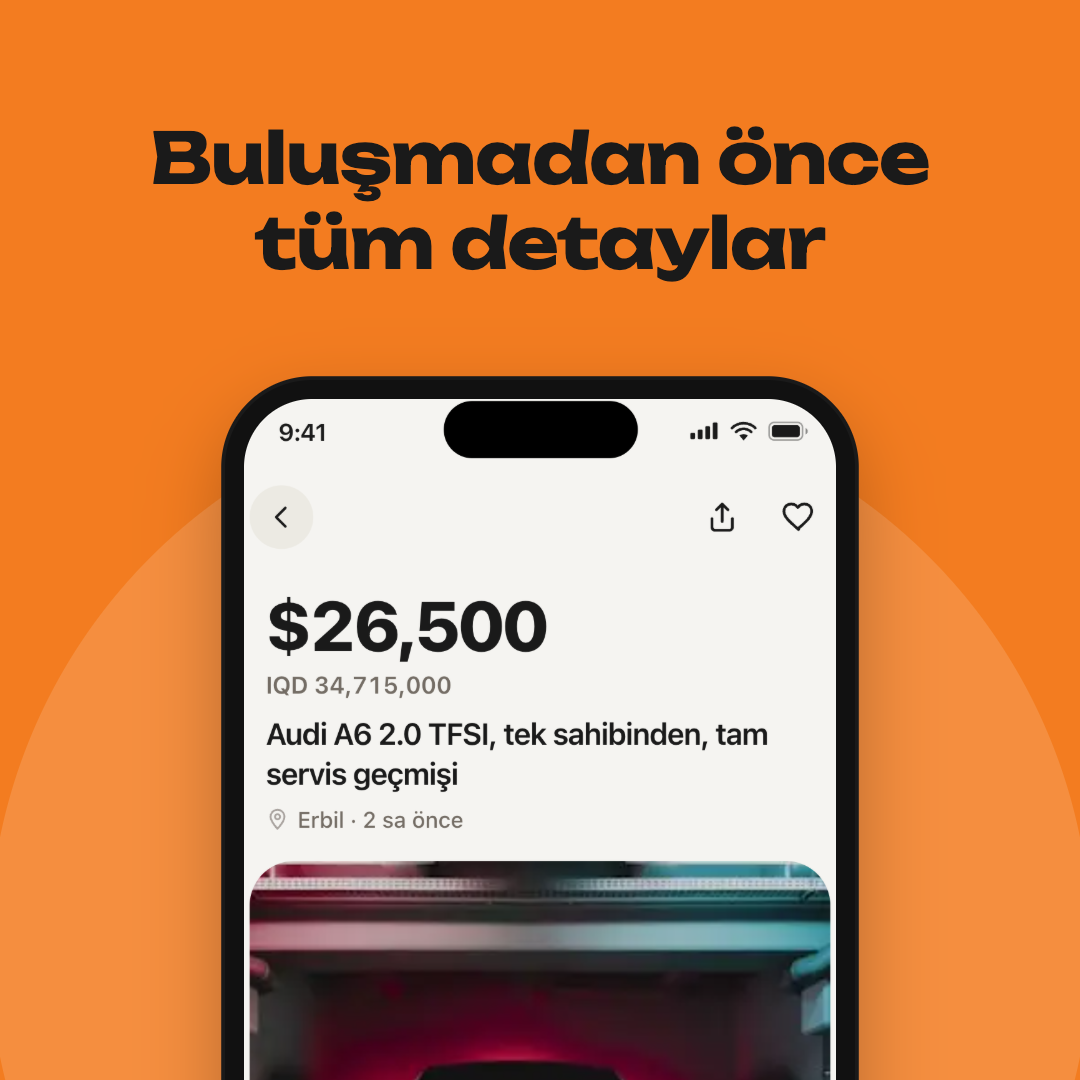 Buluşmadan önce
tüm detaylar
9:41
$26,500
IQD 34,715,000
Audi A6 2.0 TFSI, tek sahibinden, tam
servis geçmişi
Erbil · 2 sa önce